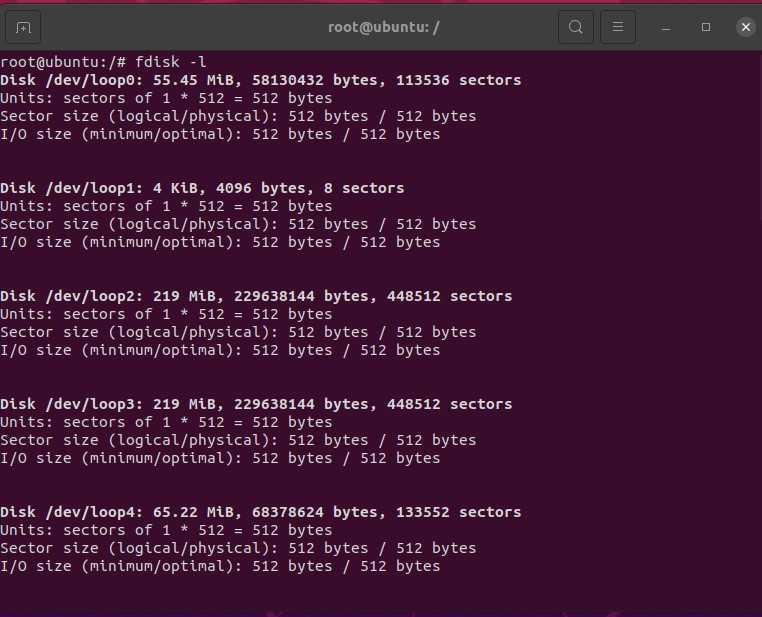 root@ubuntu: /
root@ubuntu:/# fdisk -l
Disk /dev/loop0: 55.45 MiB, 58130432 bytes, 113536 sectors
Units: sectors of 1 * 512 = 512 bytes
Sector size (logical/physical): 512 bytes / 512 bytes
I/O size (minimum/optimal): 512 bytes / 512 bytes
Disk /dev/loop1: 4 KiB, 4096 bytes, 8 sectors
Units: sectors of 1 * 512 = 512 bytes
Sector size (logical/physical): 512 bytes / 512 bytes
I/O size (minimum/optimal): 512 bytes / 512 bytes
Disk /dev/loop2: 219 MiB, 229638144 bytes, 448512 sectors
Units: sectors of 1 * 512 = 512 bytes
Sector size (logical/physical): 512 bytes / 512 bytes
I/O size (minimum/optimal): 512 bytes / 512 bytes
Disk /dev/loop3: 219 MiB, 229638144 bytes, 448512 sectors
Units: sectors of 1 * 512 = 512 bytes
Sector size (logical/physical): 512 bytes / 512 bytes
I/O size (minimum/optimal): 512 bytes / 512 bytes
Disk /dev/loop4: 65.22 MiB, 68378624 bytes, 133552 sectors
Units: sectors of 1 * 512 = 512 bytes
Sector size (logical/physical): 512 bytes / 512 bytes
I/O size (minimum/optimal): 512 bytes / 512 bytes